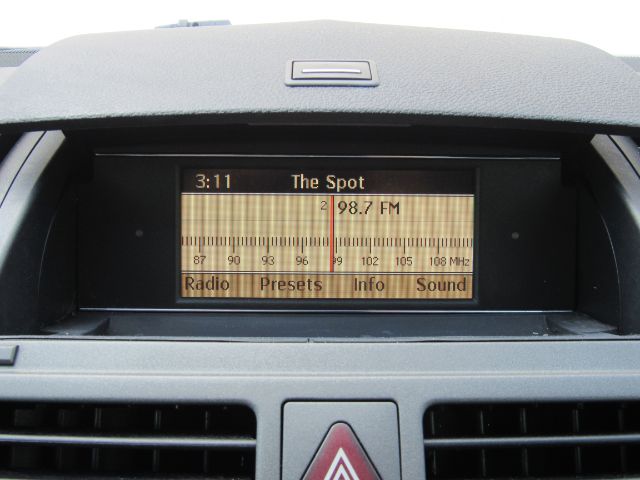 3:11 The Spot
2 98.7 FM
87 90 93 96 99 102 105 108 MHz
Radio Presets Info Sound